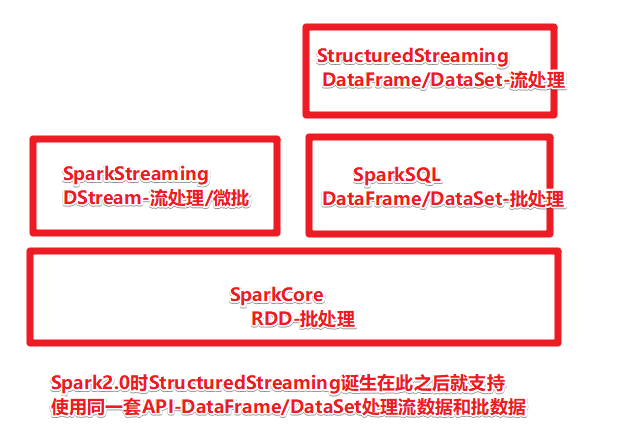 StructuredStreaming
DataFrame/DataSet-流处理
SparkStreaming
DStream-流处理/微批
SparkSQL
DataFrame/DataSet-批处理
SparkCore
RDD-批处理
Spark2.0时StructuredStreaming诞生在此之后就支持
使用同一套API-DataFrame/DataSet处理流数据和批数据